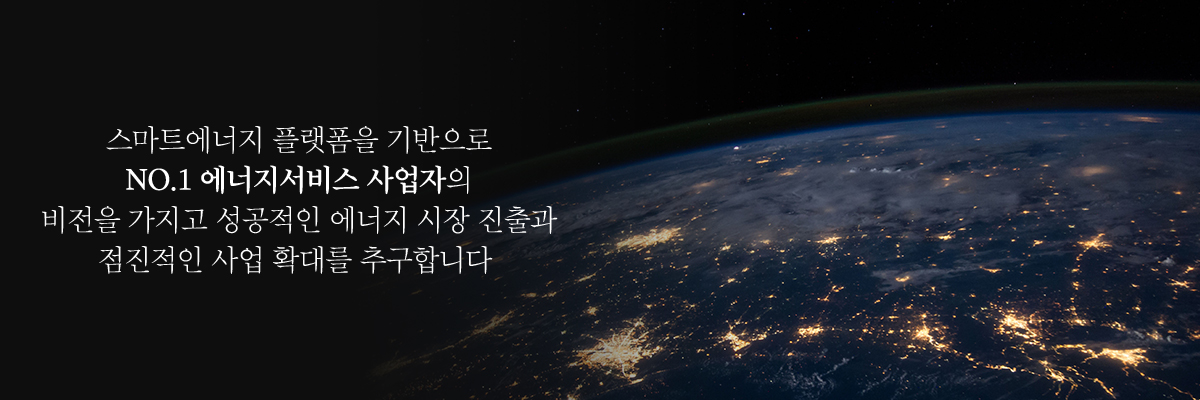 스마트에너지 플랫폼을 기반으로
NO.1 에너지서비스 사업자의
비전을 가지고 성공적인 에너지 시장 진출과
점진적인 사업 확대를 추구합니다